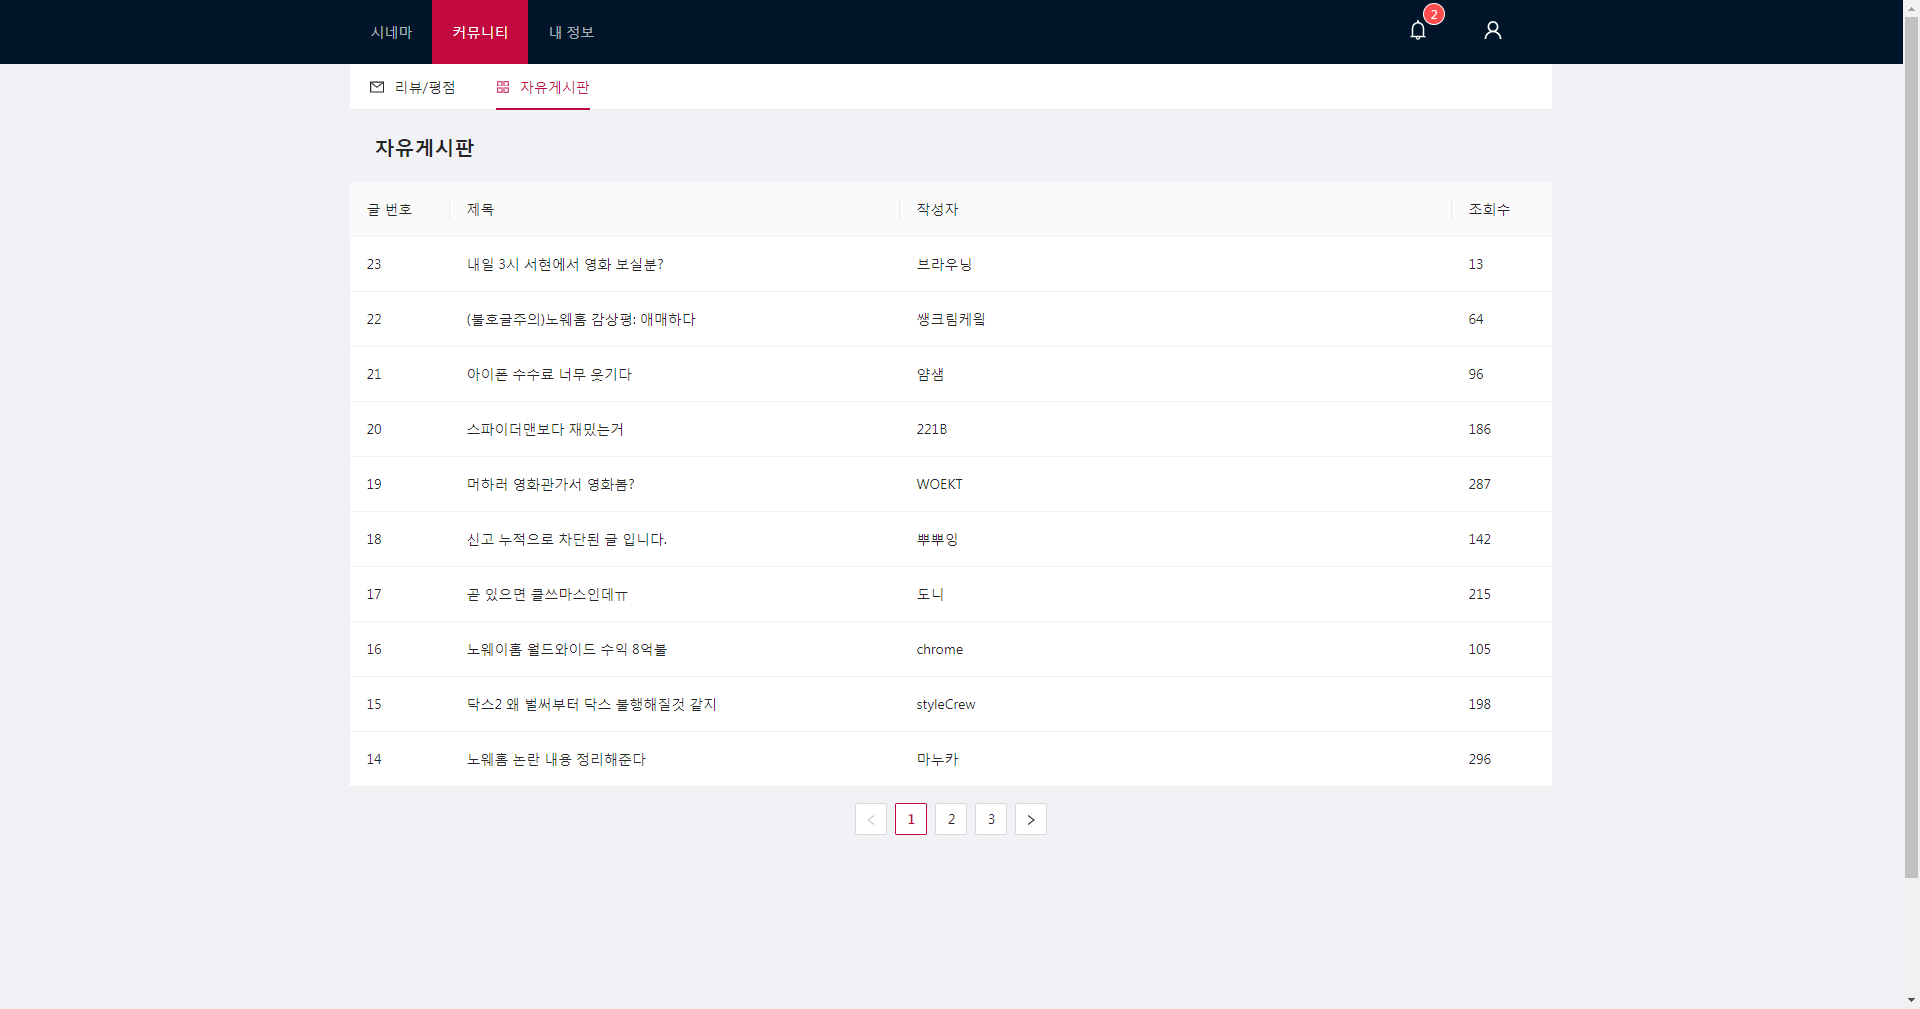 시네마 커뮤니티 내 정보 2
리뷰/평점 자유게시판
자유게시판
글 번호 제목 작성자 조회수
23 내일 3시 서현에서 영화 보실분? 브라우닝 13
22 (불호글주의)노웨홈 감상평: 애매하다 쌩크림케잌 64
21 아이폰 수수료 너무 웃기다 얌샘 96
20 스파이더맨보다 재밌는거 221B 186
19 머하러 영화관가서 영화봄? WOEKT 287
18 신고 누적으로 차단된 글 입니다. 뿌뿌잉 142
17 곧 있으면 클쓰마스인데ㅠ 도니 215
16 노웨이홈 월드와이드 수익 8억불 chrome 105
15 닥스2 왜 벌써부터 닥스 불행해질것 같지 styleCrew 198
14 노웨홈 논란 내용 정리해준다 마누카 296
< 1 2 3 >